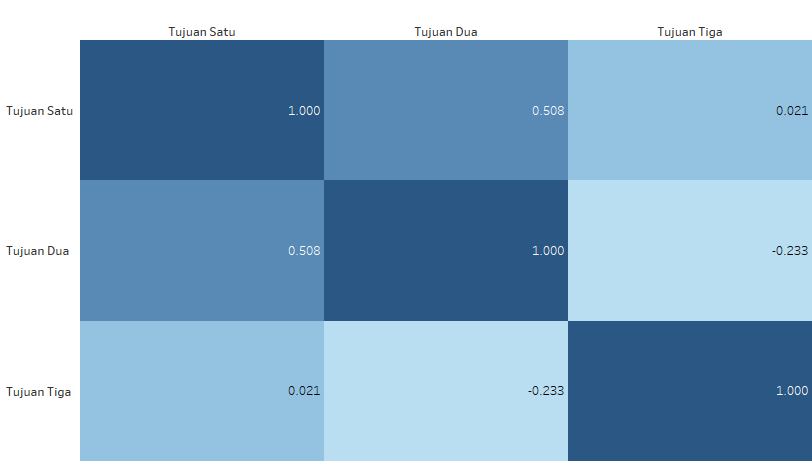 Tujuan Satu Tujuan Dua Tujuan Tiga
Tujuan Satu 1.000 0.508 0.021
Tujuan Dua 0.508 1.000 -0.233
Tujuan Tiga 0.021 -0.233 1.000